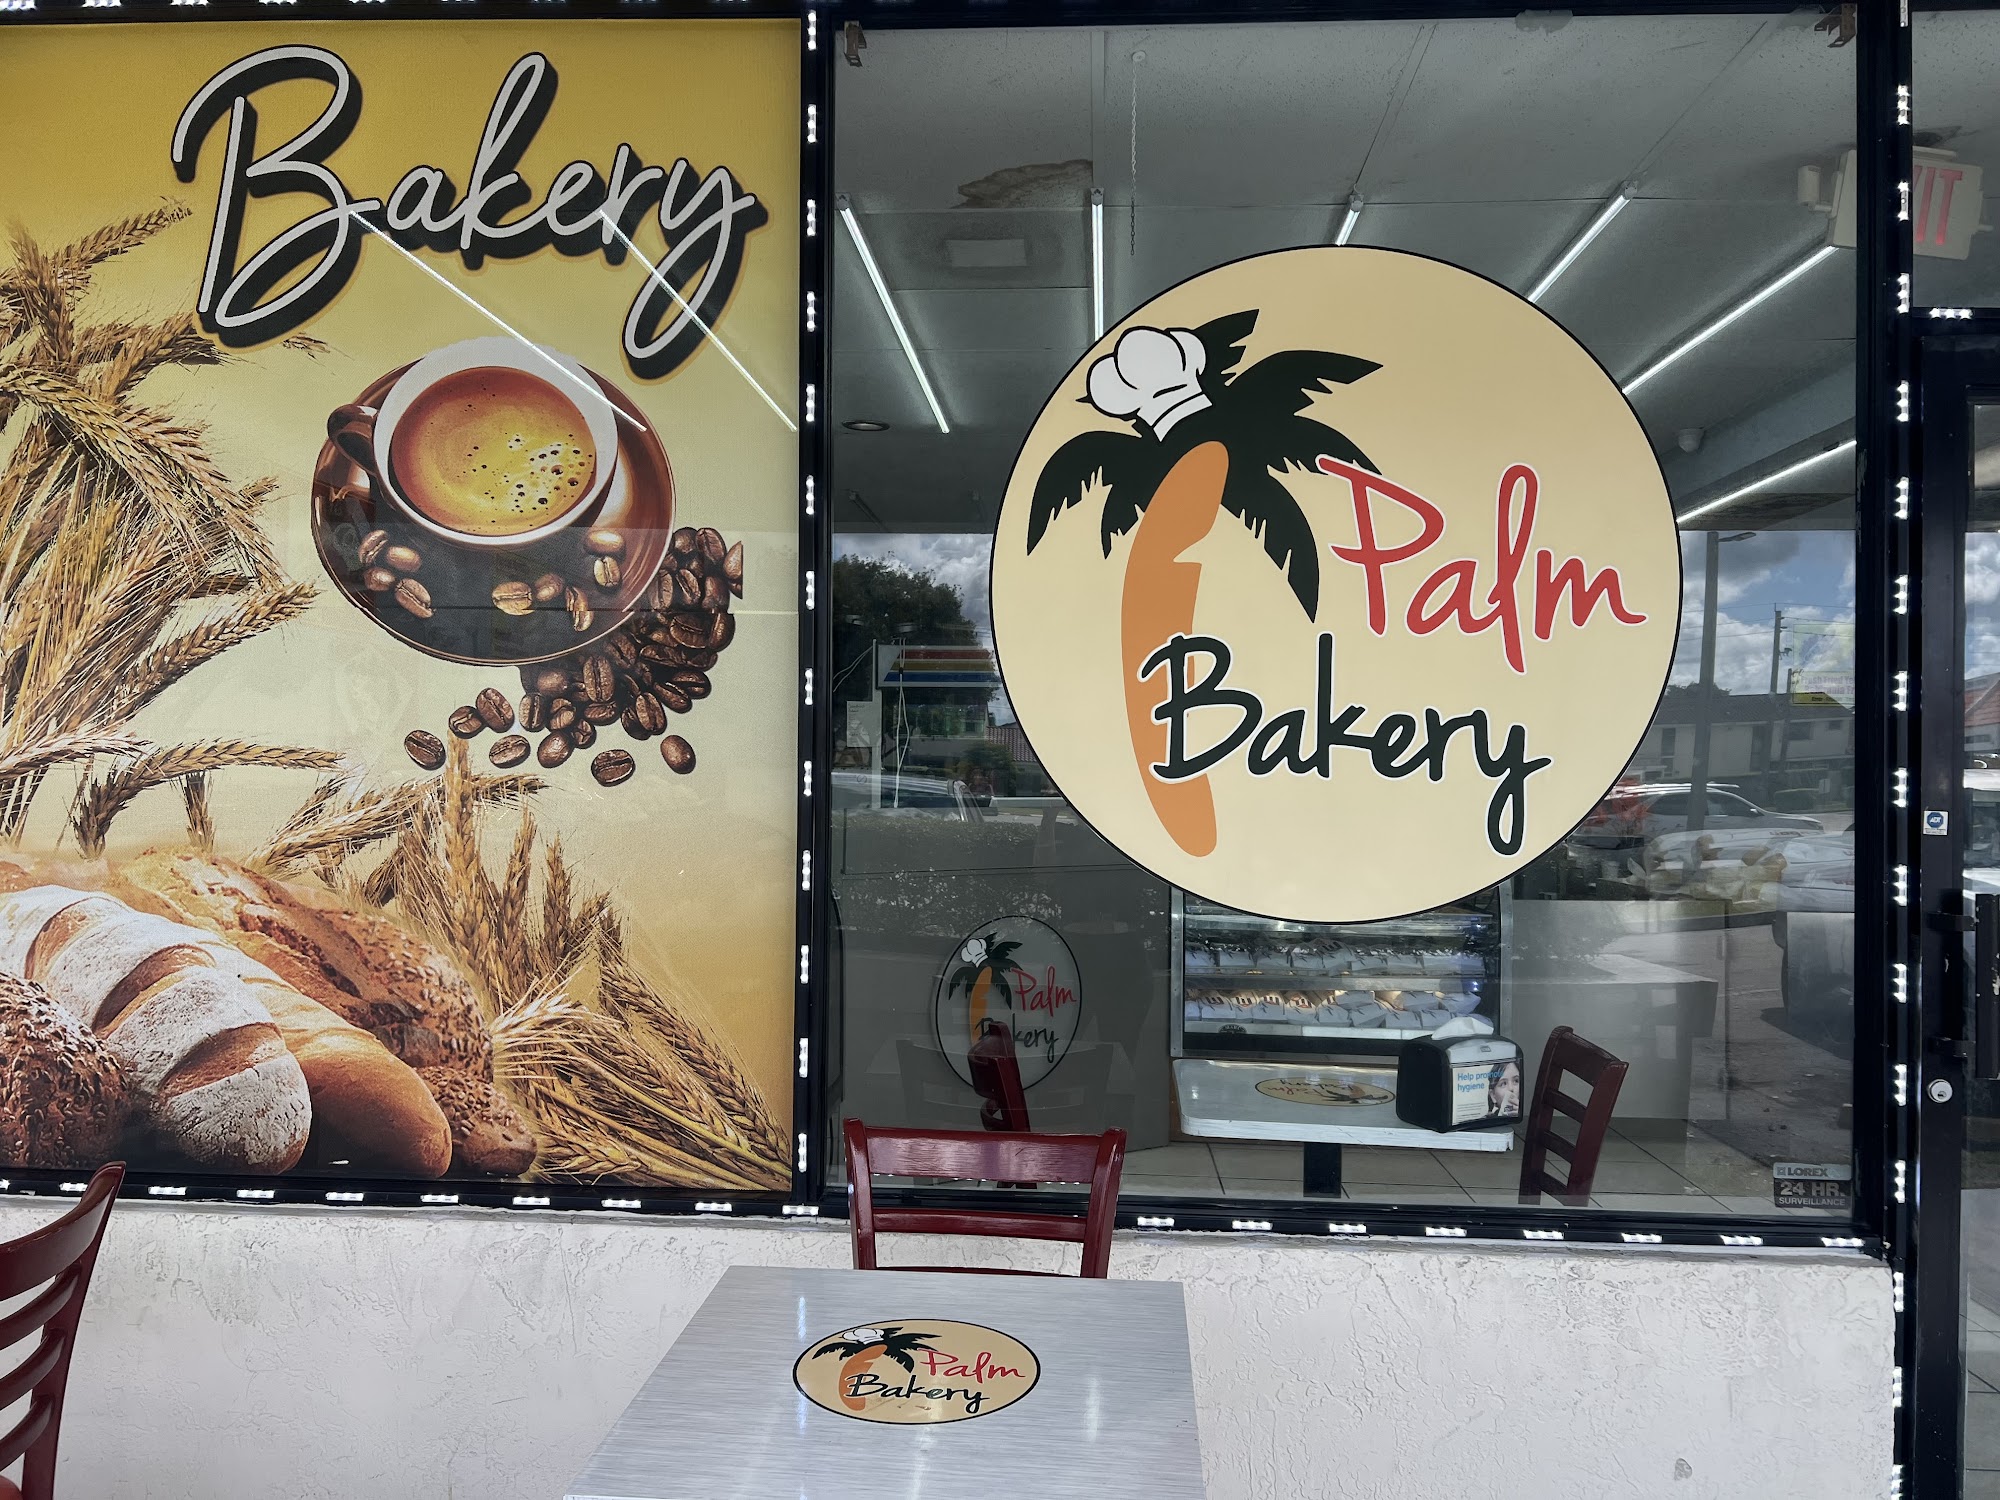 Bakery
EXIT
Palm
Bakery
Palm
Bakery
Help promote
hygiene
ADT
LOREX
24 HR.
SURVEILLANCE
Palm
Bakery